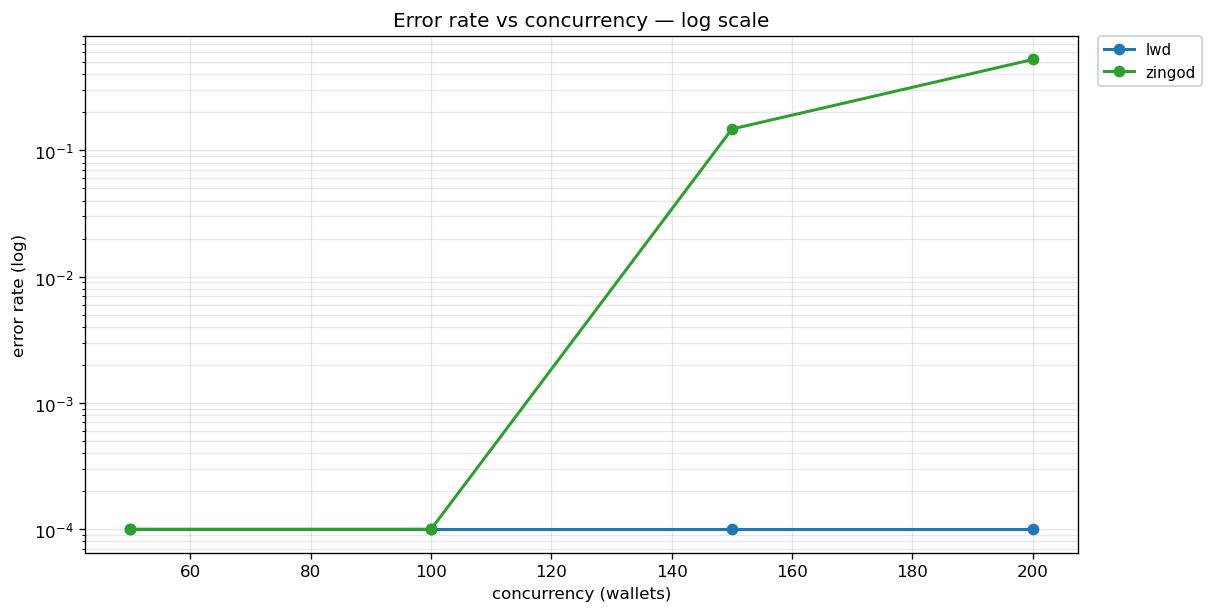 Error rate vs concurrency — log scale
lwd
zingod
10⁻¹
10⁻²
10⁻³
10⁻⁴
error rate (log)
60 80 100 120 140 160 180 200
concurrency (wallets)